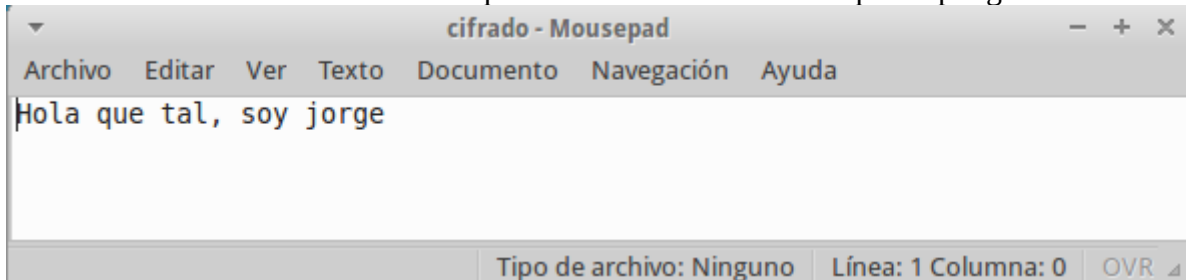 cifrado - Mousepad
Archivo Editar Ver Texto Documento Navegación Ayuda
Hola que tal, soy jorge
Tipo de archivo: Ninguno Línea: 1 Columna: 0 OVR